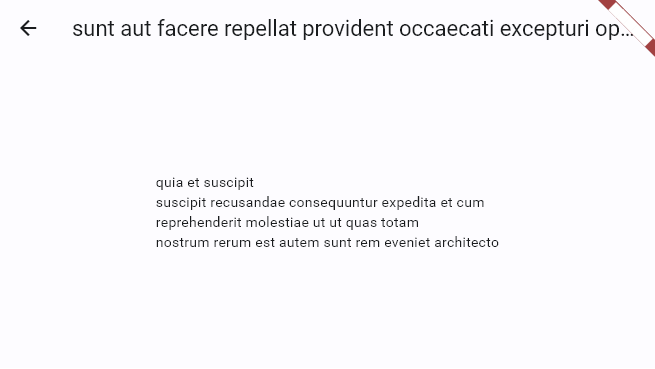 sunt aut facere repellat provident occaecati excepturi op...
quia et suscipit
suscipit recusandae consequuntur expedita et cum
reprehenderit molestiae ut ut quas totam
nostrum rerum est autem sunt rem eveniet architecto